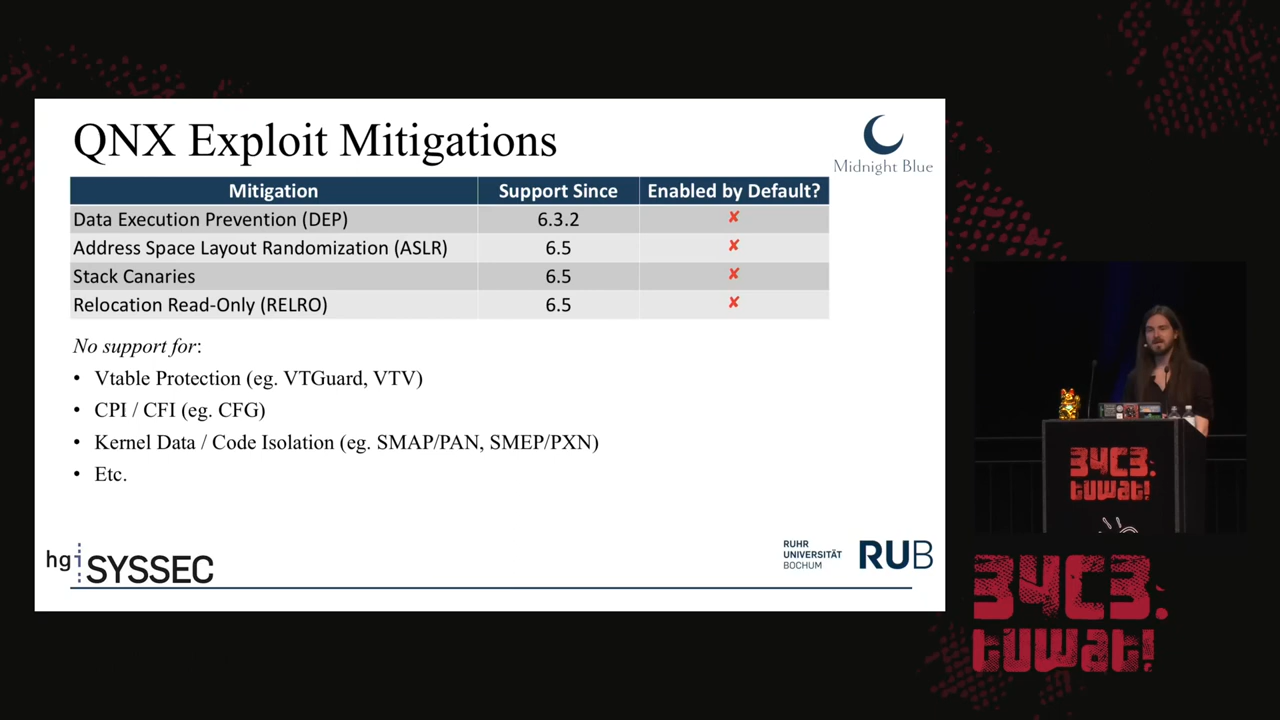 QNX Exploit Mitigations
Midnight Blue
Mitigation Support Since Enabled by Default?
Data Execution Prevention (DEP) 6.3.2 ✘
Address Space Layout Randomization (ASLR) 6.5 ✘
Stack Canaries 6.5 ✘
Relocation Read-Only (RELRO) 6.5 ✘
No support for:
• Vtable Protection (eg. VTGuard, VTV)
• CPI / CFI (eg. CFG)
• Kernel Data / Code Isolation (eg. SMAP/PAN, SMEP/PXN)
• Etc.
hgi SYSSEC
RUHR
UNIVERSITÄT
BOCHUM
RUB
34C3.
tuwat!
34C3.
tuwat!